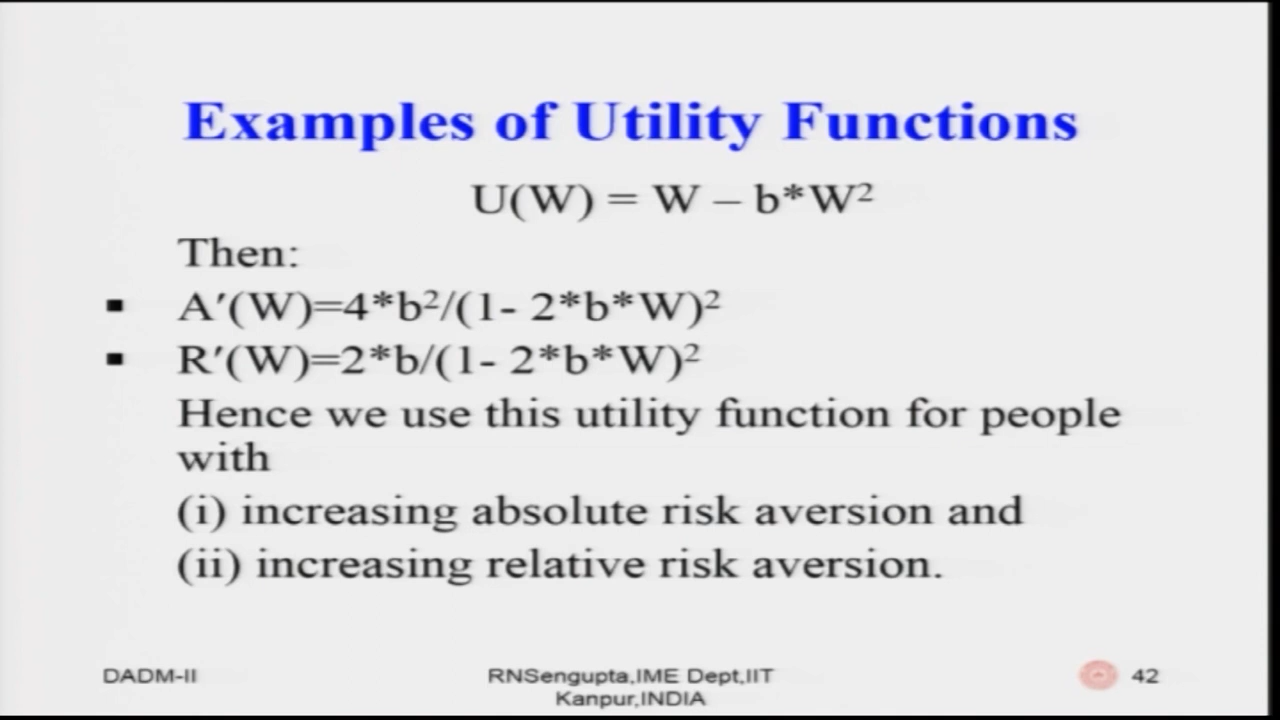 Examples of Utility Functions
U(W) = W – b*W²
Then:
▪ A′(W)=4*b²/(1- 2*b*W)²
▪ R′(W)=2*b/(1- 2*b*W)²
Hence we use this utility function for people
with
(i) increasing absolute risk aversion and
(ii) increasing relative risk aversion.
DADM-II
RNSengupta,IME Dept,IIT
Kanpur,INDIA
42